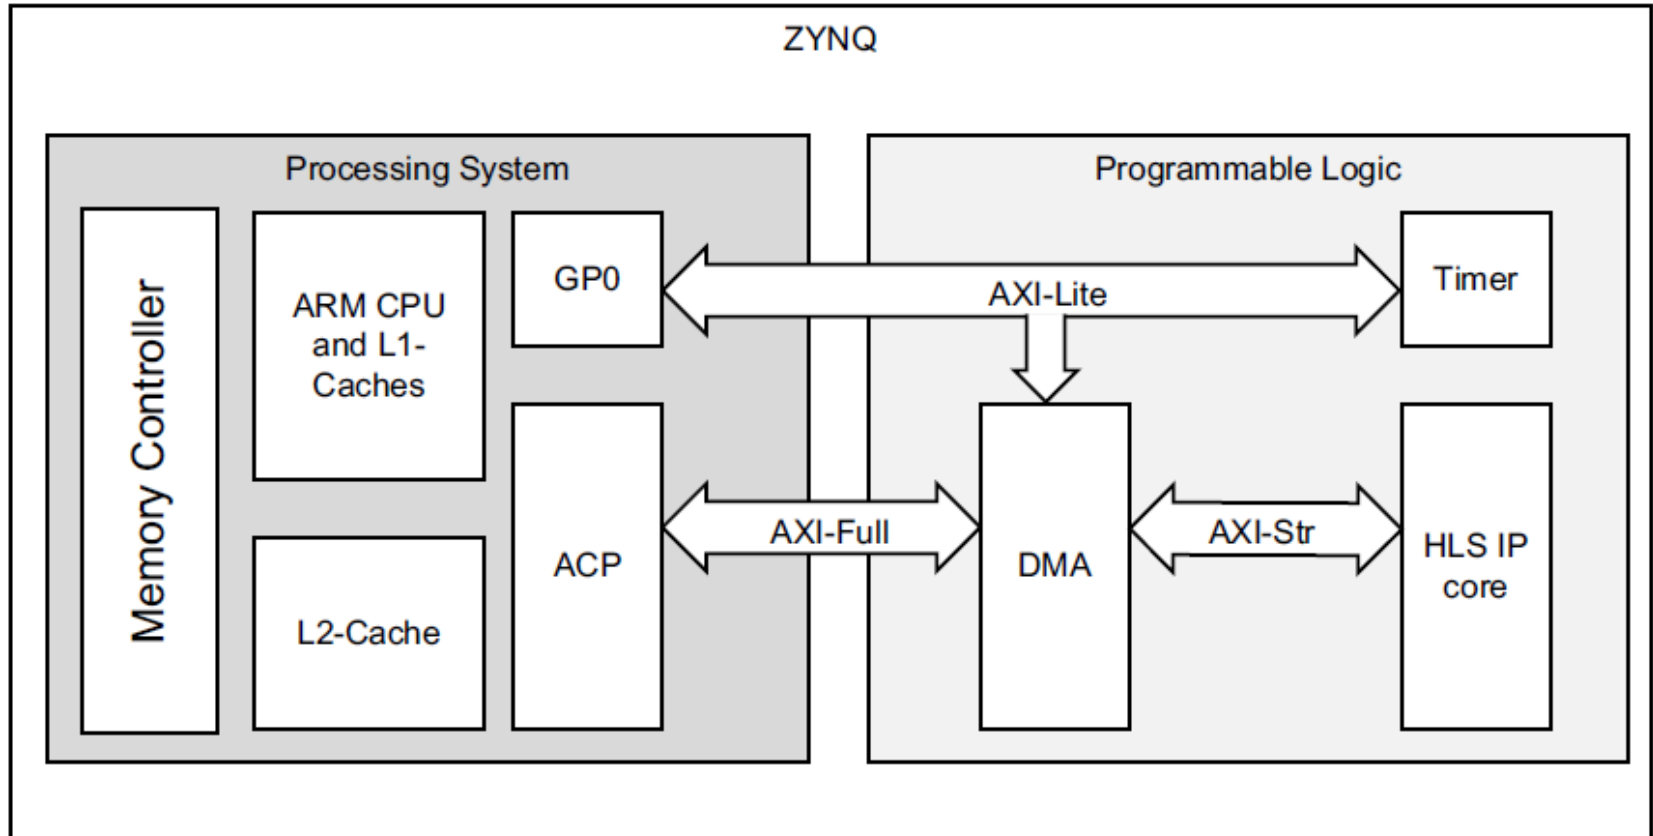 ZYNQ
Processing System
Memory Controller
ARM CPU
and L1-
Caches
L2-Cache
GP0
ACP
AXI-Lite
AXI-Full
Programmable Logic
Timer
DMA
AXI-Str
HLS IP
core